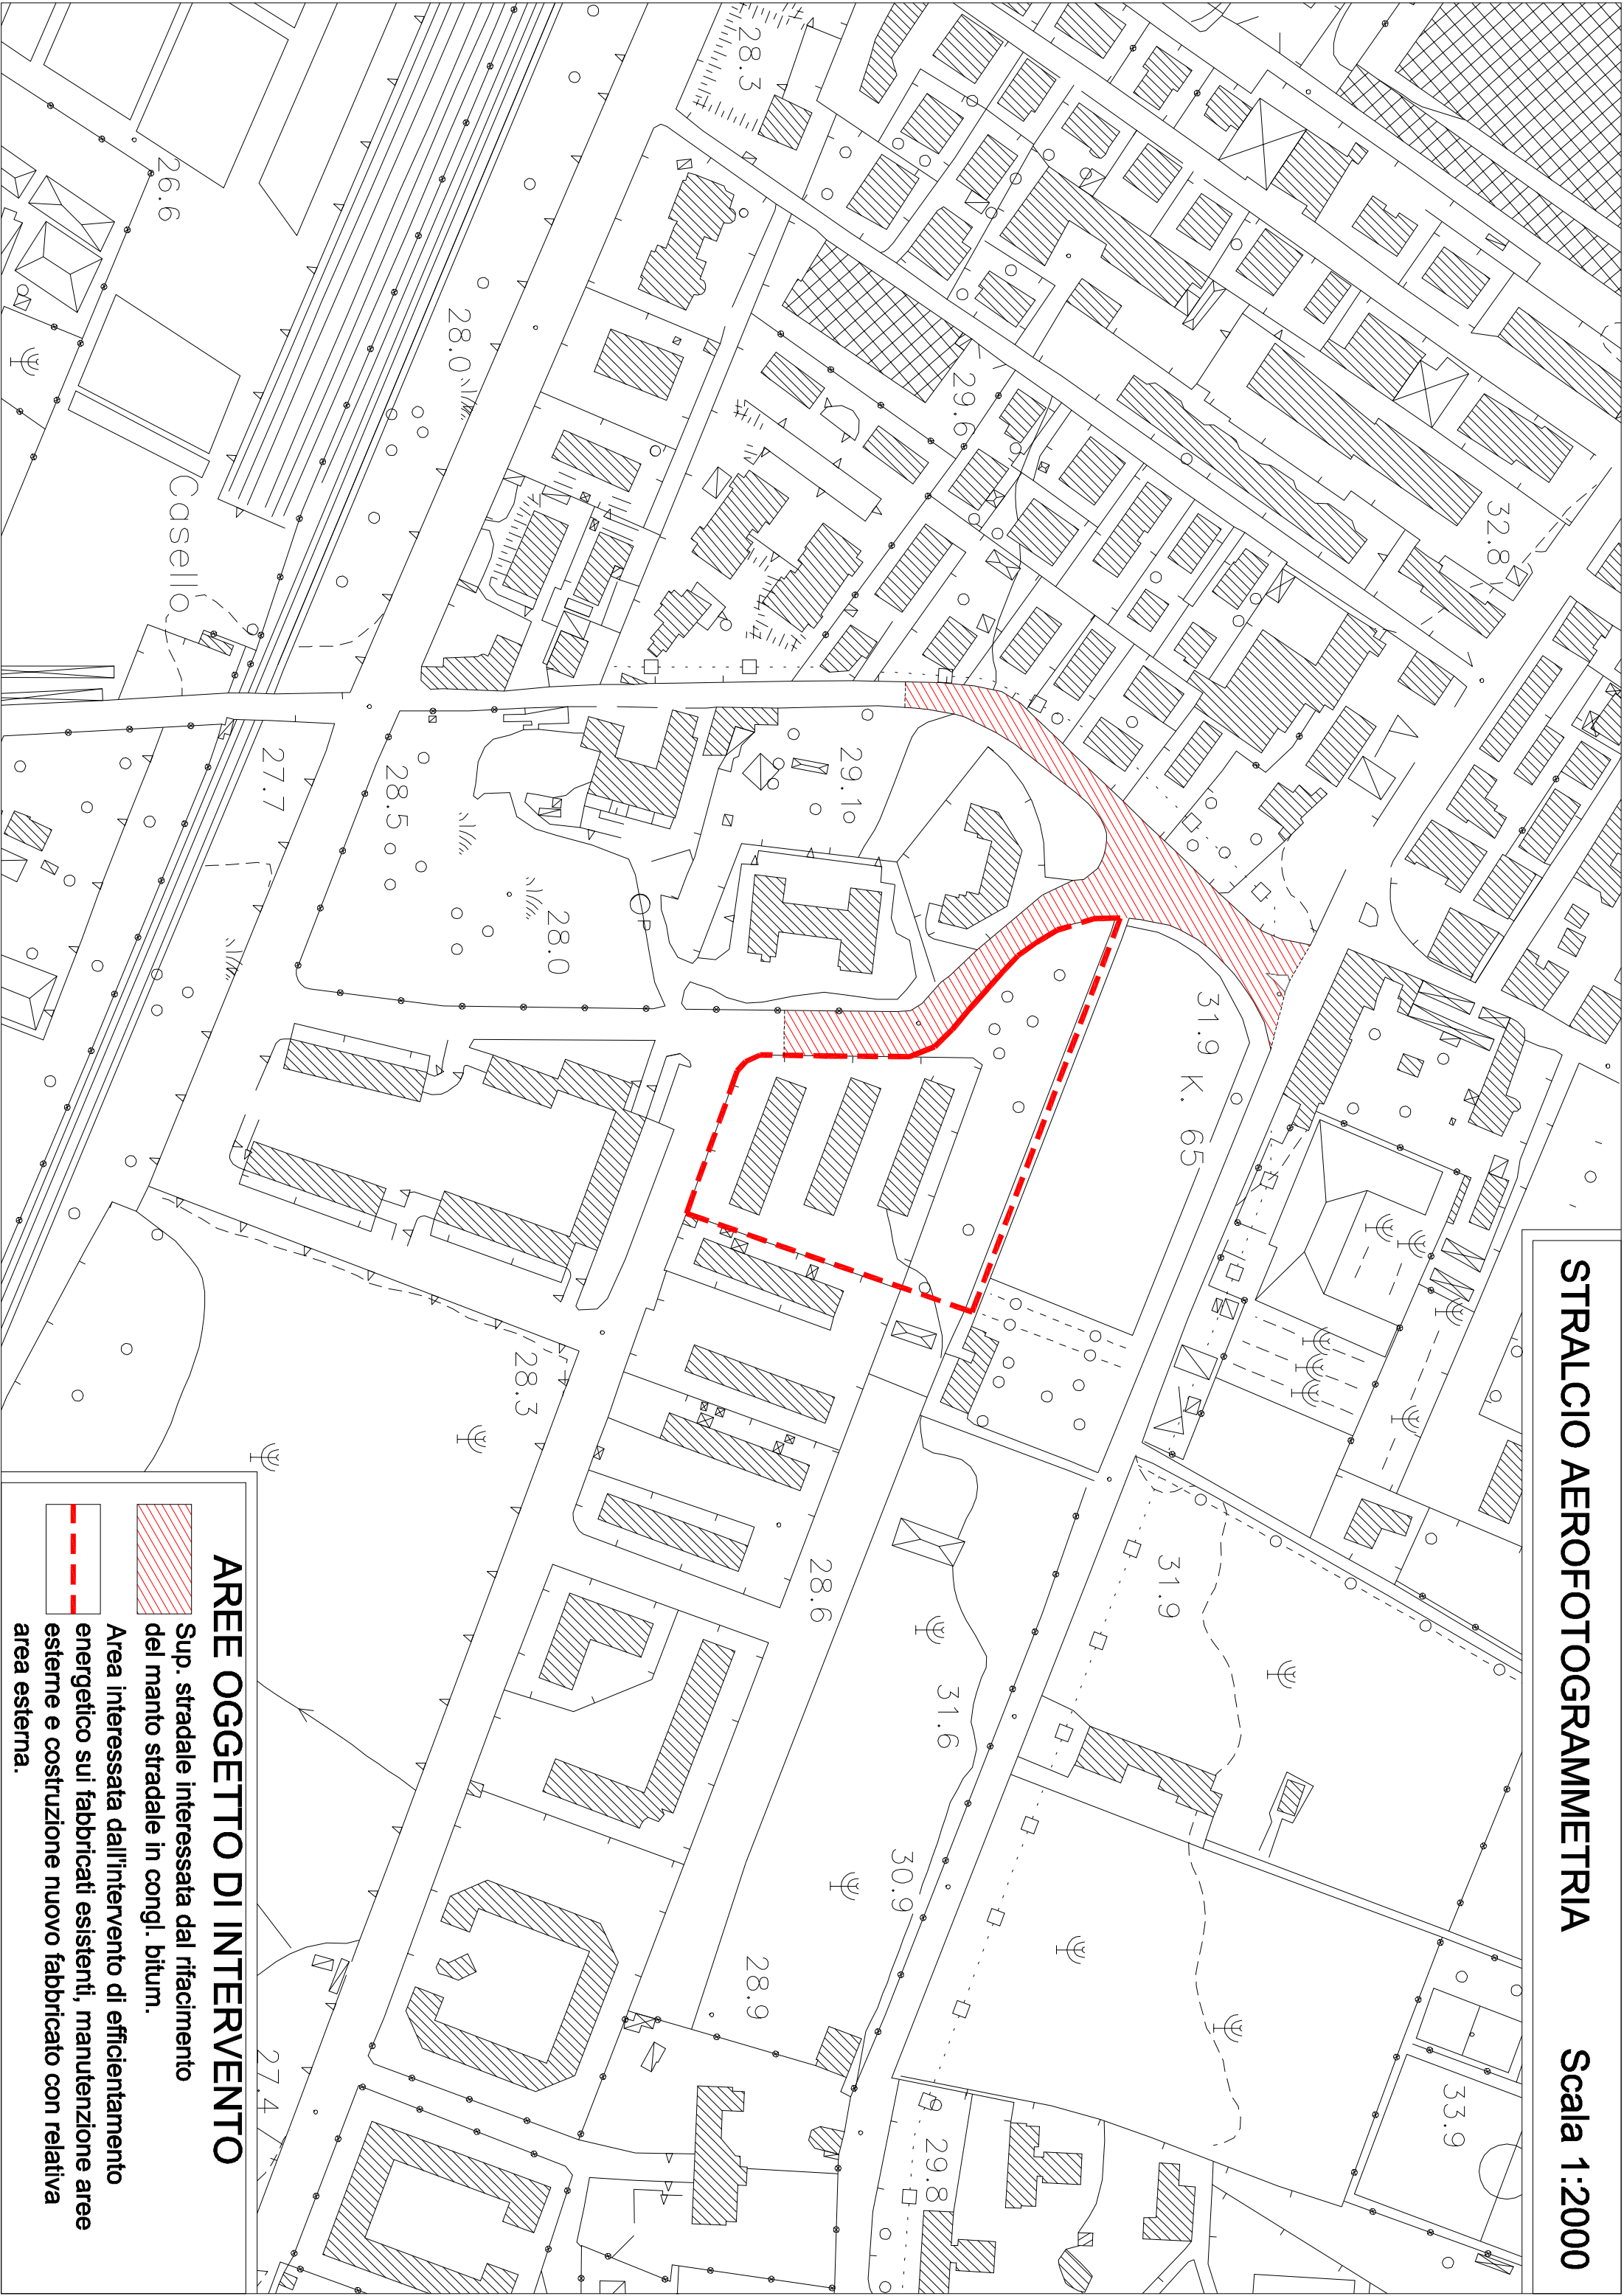 STRALCIO AEROFOTOGRAMMETRIA Scala 1:2000
32.8
33.9
31.9 K. 65
31.9
29.6
31.6
29.8
30.9
29.1
28.6
28.9
28.3
28.0
28.5
28.0
28.3
27.7
27.4
26.6
Casello
AREE OGGETTO DI INTERVENTO
Sup. stradale interessata dal rifacimento
del manto stradale in congl. bitum.
Area interessata dall'intervento di efficientamento
energetico sui fabbricati esistenti, manutenzione aree
esterne e costruzione nuovo fabbricato con relativa
area esterna.